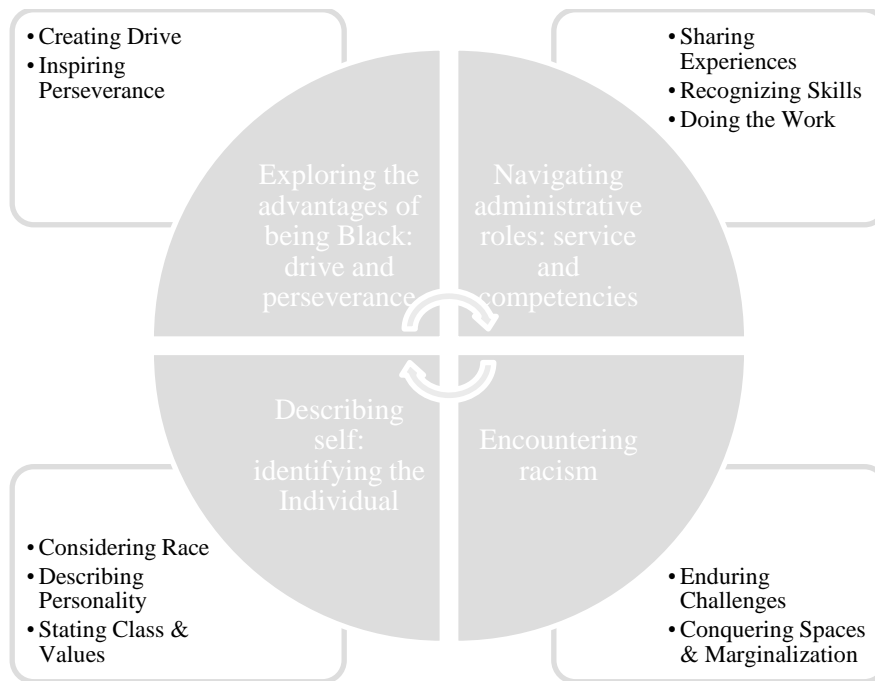 • Creating Drive
• Inspiring
Perseverance
• Sharing
Experiences
• Recognizing Skills
• Doing the Work
Exploring the
advantages of
being Black:
drive and
perseverance
Navigating
administrative
roles: service
and
competencies
Describing
self:
identifying the
Individual
Encountering
racism
• Considering Race
• Describing
Personality
• Stating Class &
Values
• Enduring
Challenges
• Conquering Spaces
& Marginalization